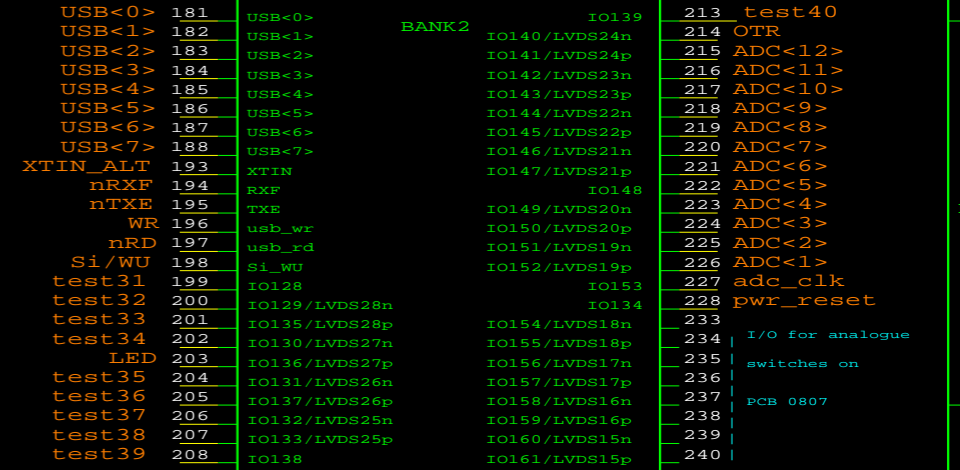 USB<0> 181 USB<0> BANK2 IO139 213 test40
USB<1> 182 USB<1> IO140/LVDS24n 214 OTR
USB<2> 183 USB<2> IO141/LVDS24p 215 ADC<12>
USB<3> 184 USB<3> IO142/LVDS23n 216 ADC<11>
USB<4> 185 USB<4> IO143/LVDS23p 217 ADC<10>
USB<5> 186 USB<5> IO144/LVDS22n 218 ADC<9>
USB<6> 187 USB<6> IO145/LVDS22p 219 ADC<8>
USB<7> 188 USB<7> IO146/LVDS21n 220 ADC<7>
XTIN_ALT 193 XTIN IO147/LVDS21p 221 ADC<6>
nRXF 194 RXF IO148 222 ADC<5>
nTXE 195 TXE IO149/LVDS20n 223 ADC<4>
WR 196 usb_wr IO150/LVDS20p 224 ADC<3>
nRD 197 usb_rd IO151/LVDS19n 225 ADC<2>
Si/WU 198 Si_WU IO152/LVDS19p 226 ADC<1>
test31 199 IO128 IO153 227 adc_clk
test32 200 IO129/LVDS28n IO134 228 pwr_reset
test33 201 IO135/LVDS28p IO154/LVDS18n 233
test34 202 IO130/LVDS27n IO155/LVDS18p 234 I/O for analogue
LED 203 IO136/LVDS27p IO156/LVDS17n 235 switches on
test35 204 IO131/LVDS26n IO157/LVDS17p 236
test36 205 IO137/LVDS26p IO158/LVDS16n 237 PCB 0807
test37 206 IO132/LVDS25n IO159/LVDS16p 238
test38 207 IO133/LVDS25p IO160/LVDS15n 239
test39 208 IO138 IO161/LVDS15p 240